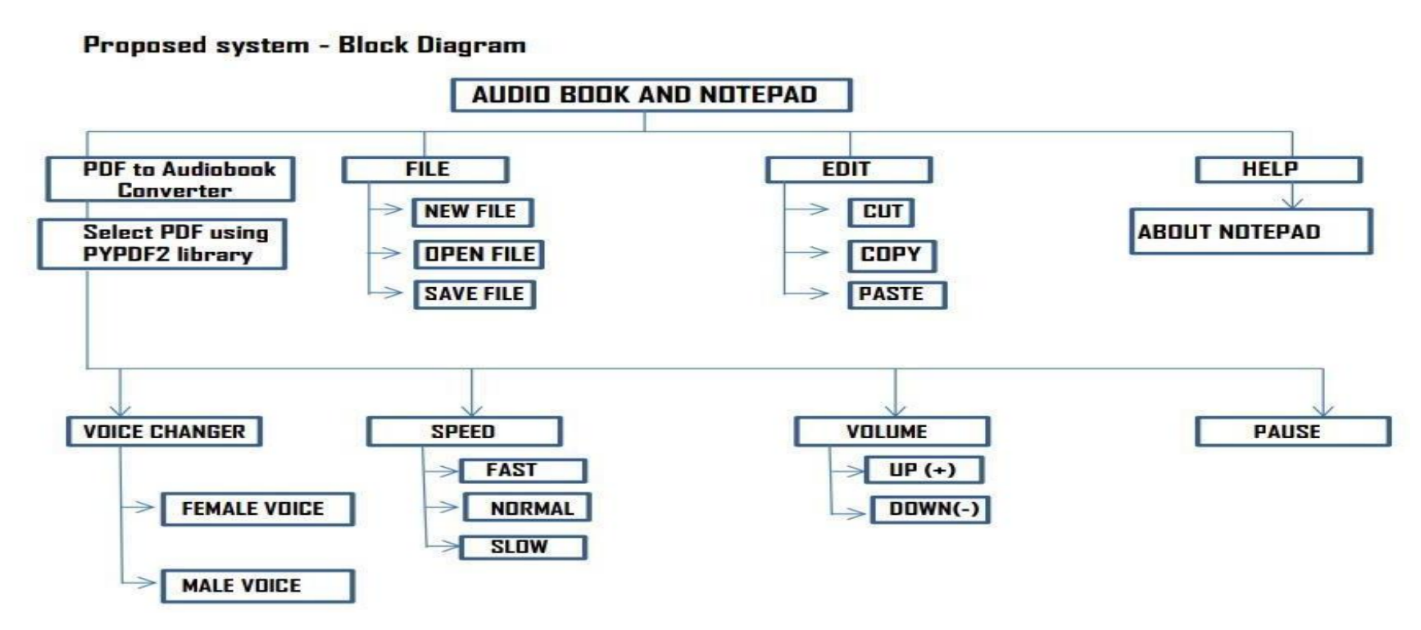 Proposed system - Block Diagram
AUDIO BOOK AND NOTEPAD
PDF to Audiobook
Converter
FILE
EDIT
HELP
Select PDF using
PYPDF2 library
NEW FILE
OPEN FILE
SAVE FILE
CUT
COPY
PASTE
ABOUT NOTEPAD
VOICE CHANGER
FEMALE VOICE
MALE VOICE
SPEED
FAST
NORMAL
SLOW
VOLUME
UP (+)
DOWN(-)
PAUSE